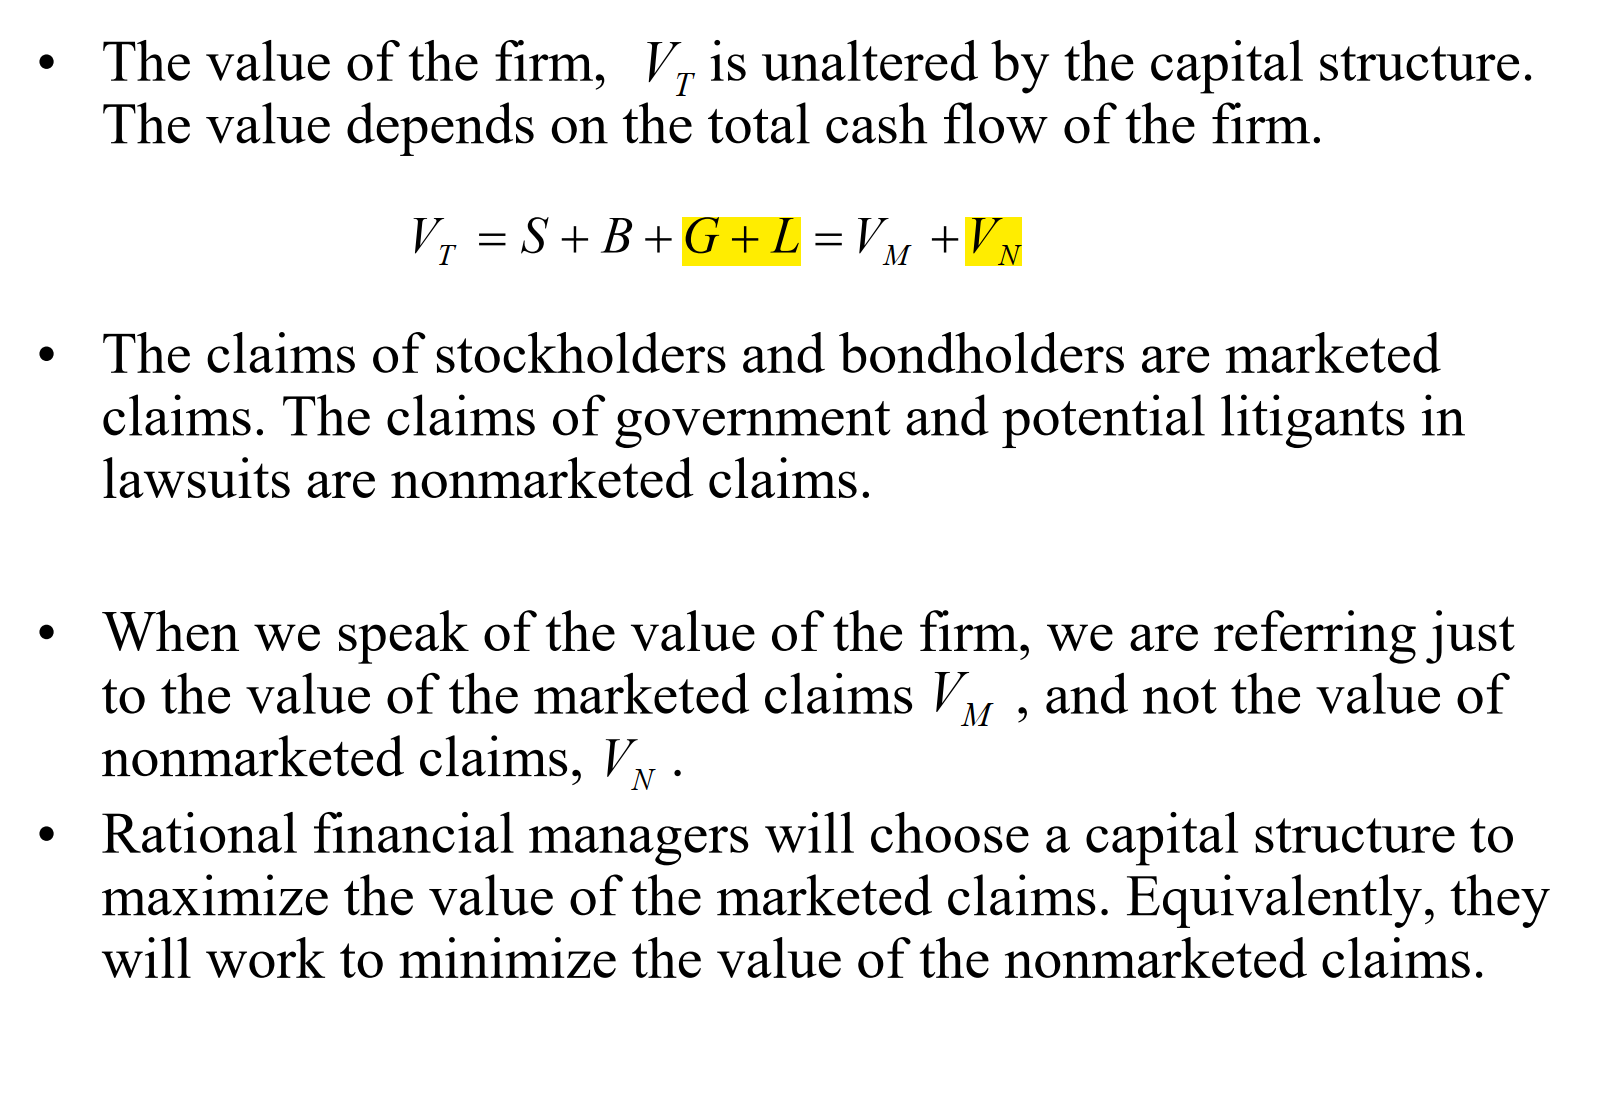 • The value of the firm, V_T is unaltered by the capital structure.
The value depends on the total cash flow of the firm.
V_T = S + B + G + L = V_M + V_N
• The claims of stockholders and bondholders are marketed
claims. The claims of government and potential litigants in
lawsuits are nonmarketed claims.
• When we speak of the value of the firm, we are referring just
to the value of the marketed claims V_M , and not the value of
nonmarketed claims, V_N .
• Rational financial managers will choose a capital structure to
maximize the value of the marketed claims. Equivalently, they
will work to minimize the value of the nonmarketed claims.